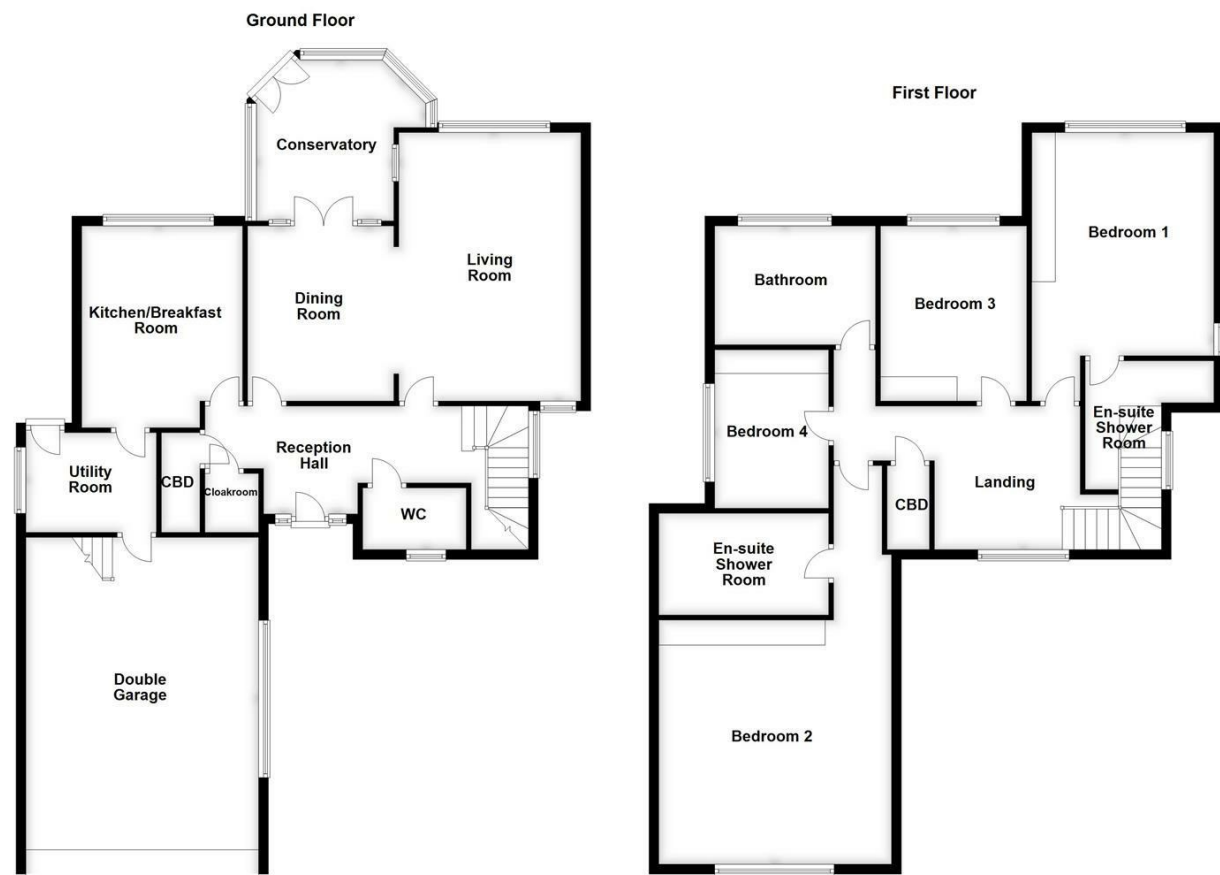 Ground Floor
Conservatory
Living
Room
Dining
Room
Kitchen/Breakfast
Room
Reception
Hall
Utility
Room
CBD
Cloakroom
WC
Double
Garage
First Floor
Bedroom 1
Bathroom
Bedroom 3
En-suite
Shower
Room
Bedroom 4
Landing
CBD
En-suite
Shower
Room
Bedroom 2